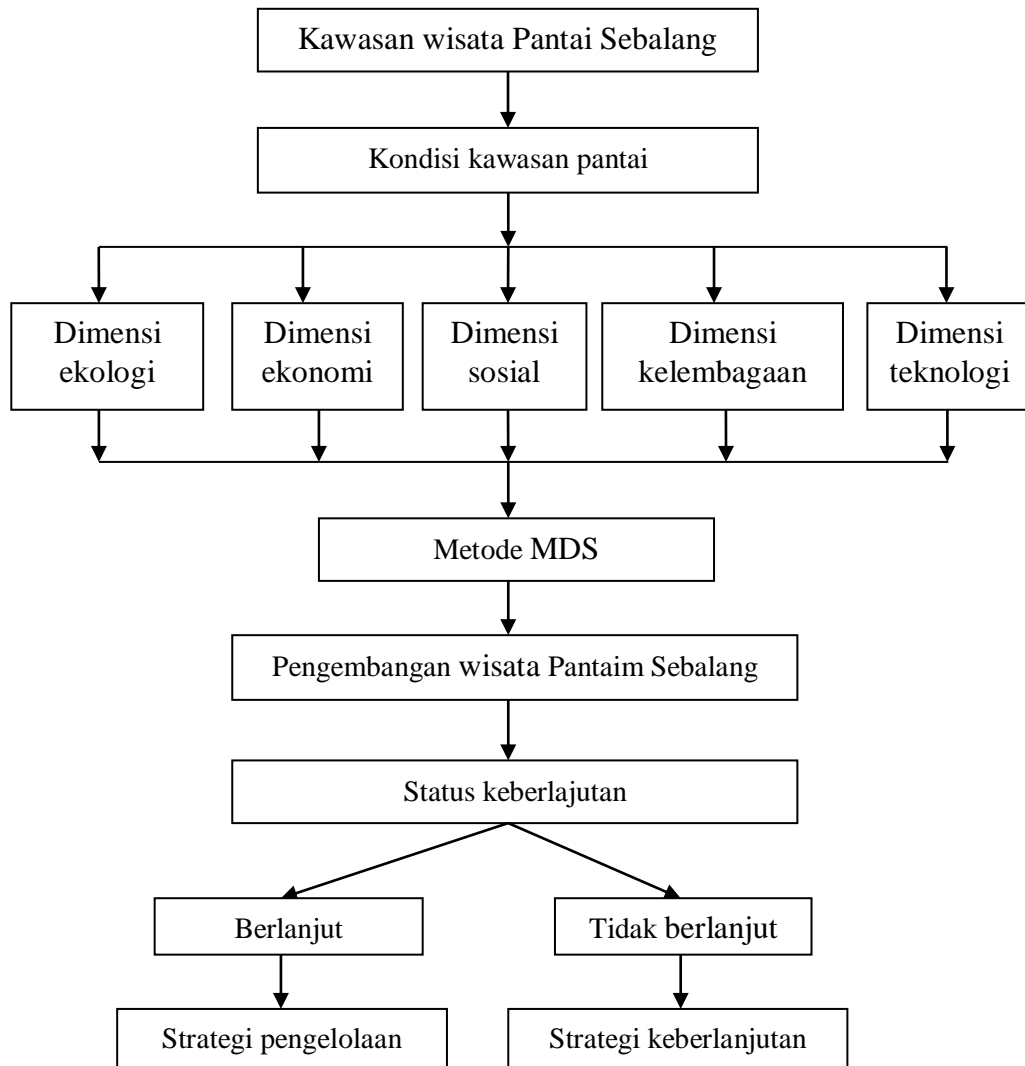 Kawasan wisata Pantai Sebalang
Kondisi kawasan pantai
Dimensi
ekologi
Dimensi
ekonomi
Dimensi
sosial
Dimensi
kelembagaan
Dimensi
teknologi
Metode MDS
Pengembangan wisata Pantaim Sebalang
Status keberlajutan
Berlanjut
Tidak berlanjut
Strategi pengelolaan
Strategi keberlanjutan